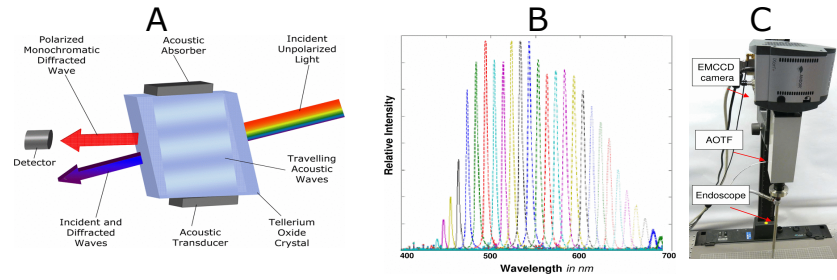 A
Polarized
Monochromatic
Diffracted
Wave
Acoustic
Absorber
Incident
Unpolarized
Light
Detector
Travelling
Acoustic
Waves
Incident and
Diffracted
Waves
Acoustic
Transducer
Tellerium
Oxide
Crystal
B
Relative Intensity
400
500
600
700
Wavelength in nm
C
EMCCD
camera
AOTF
Endoscope